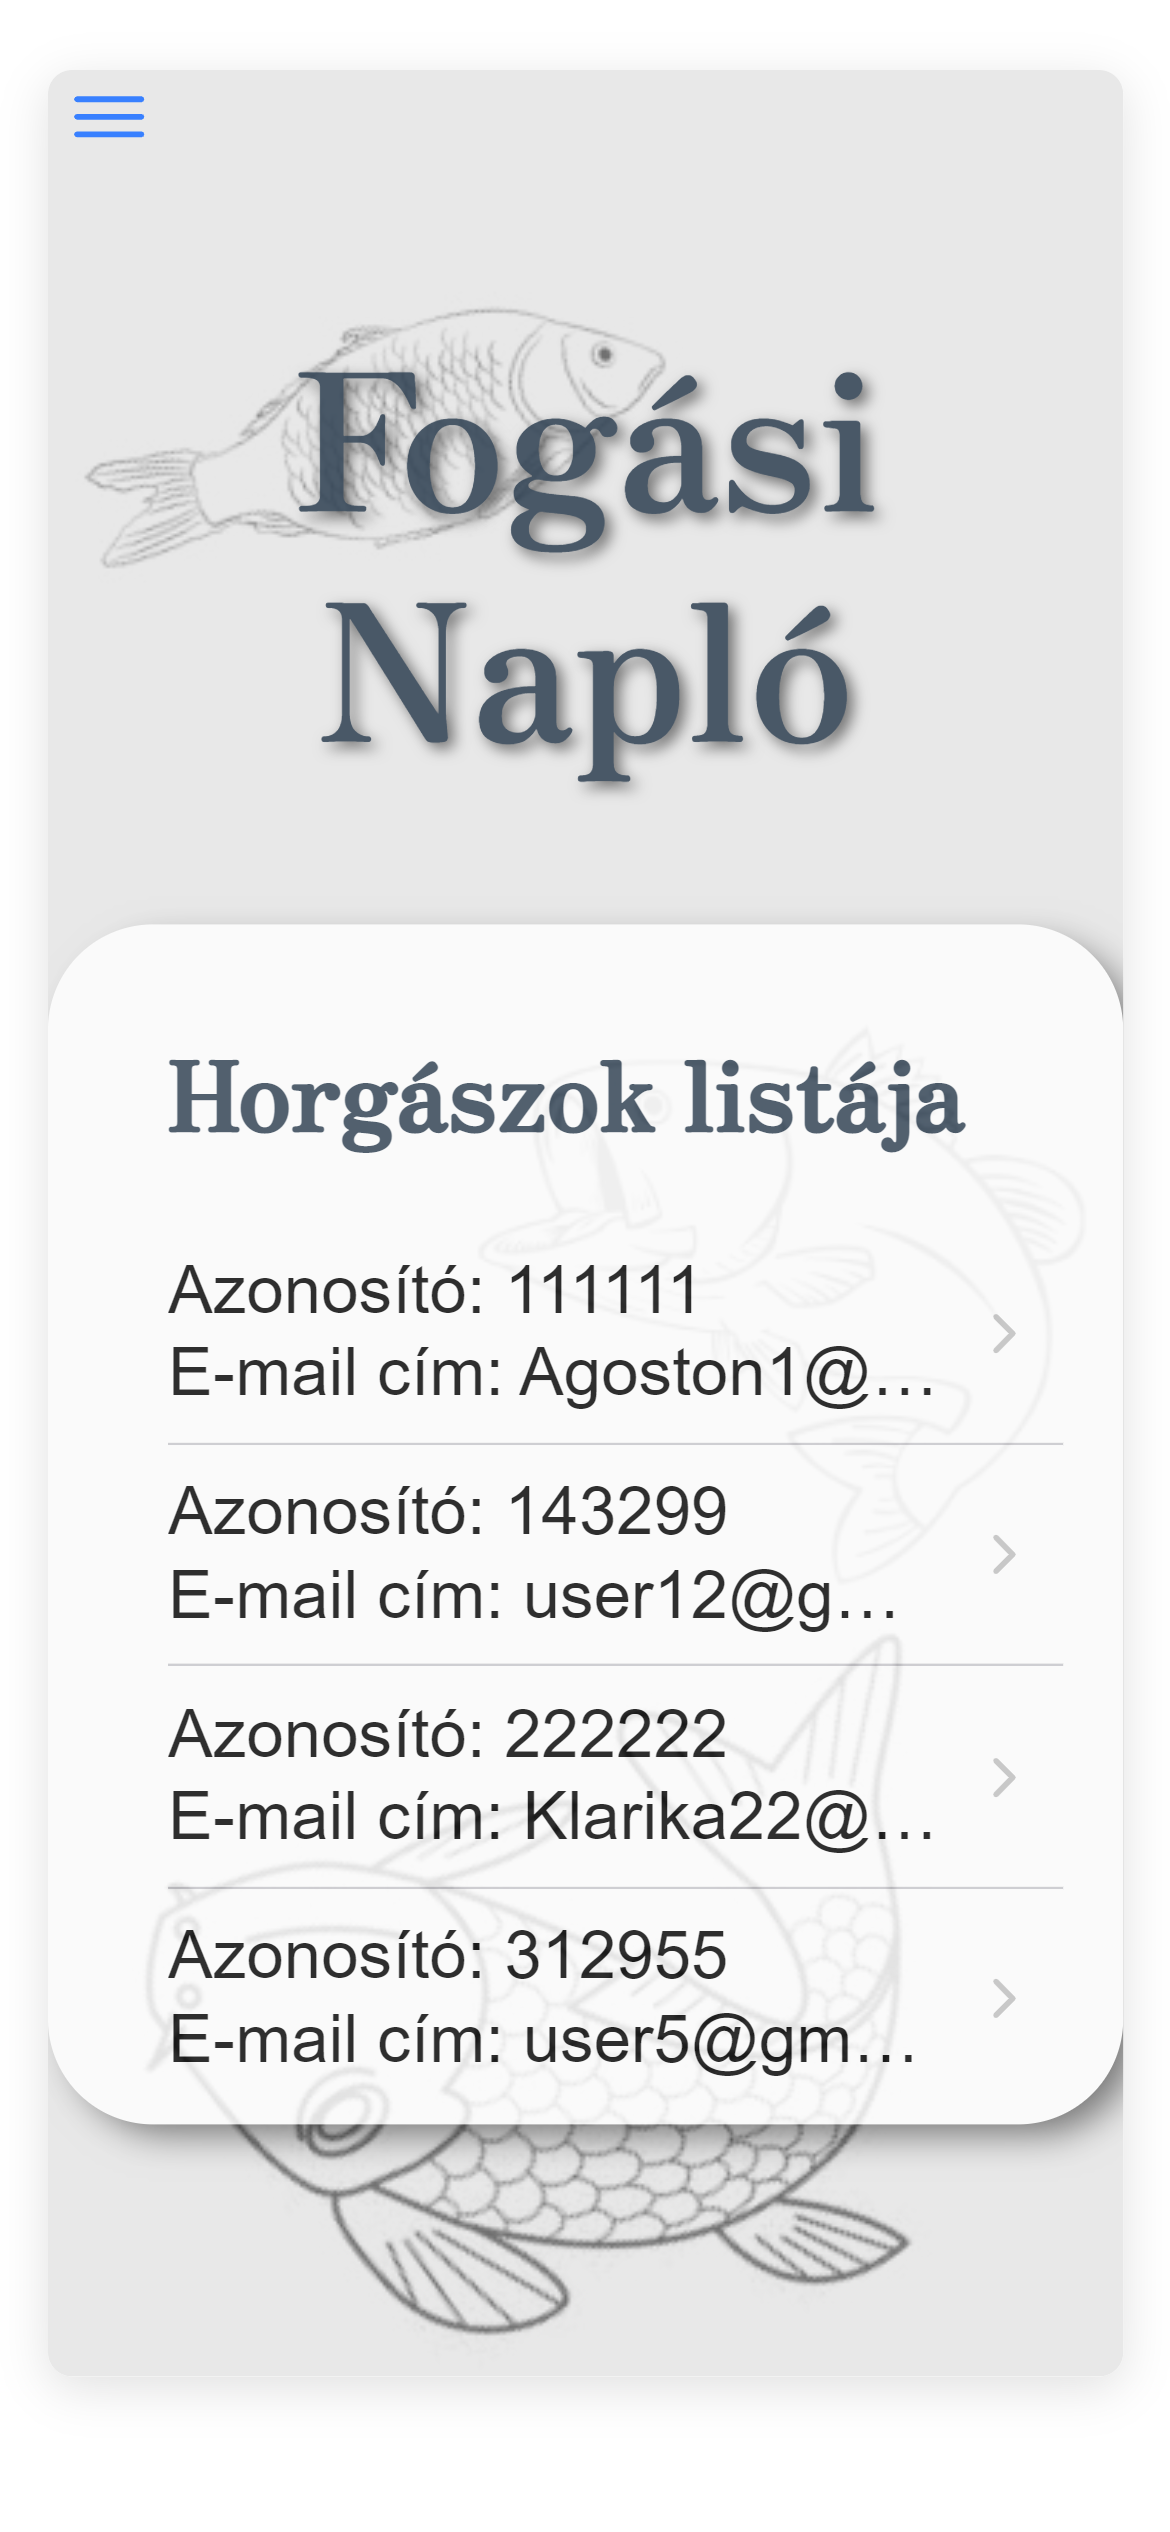 Fogási
Napló
Horgászok listája
Azonosító: 111111
E-mail cím: Agoston1@…
Azonosító: 143299
E-mail cím: user12@g…
Azonosító: 222222
E-mail cím: Klarika22@…
Azonosító: 312955
E-mail cím: user5@gm…